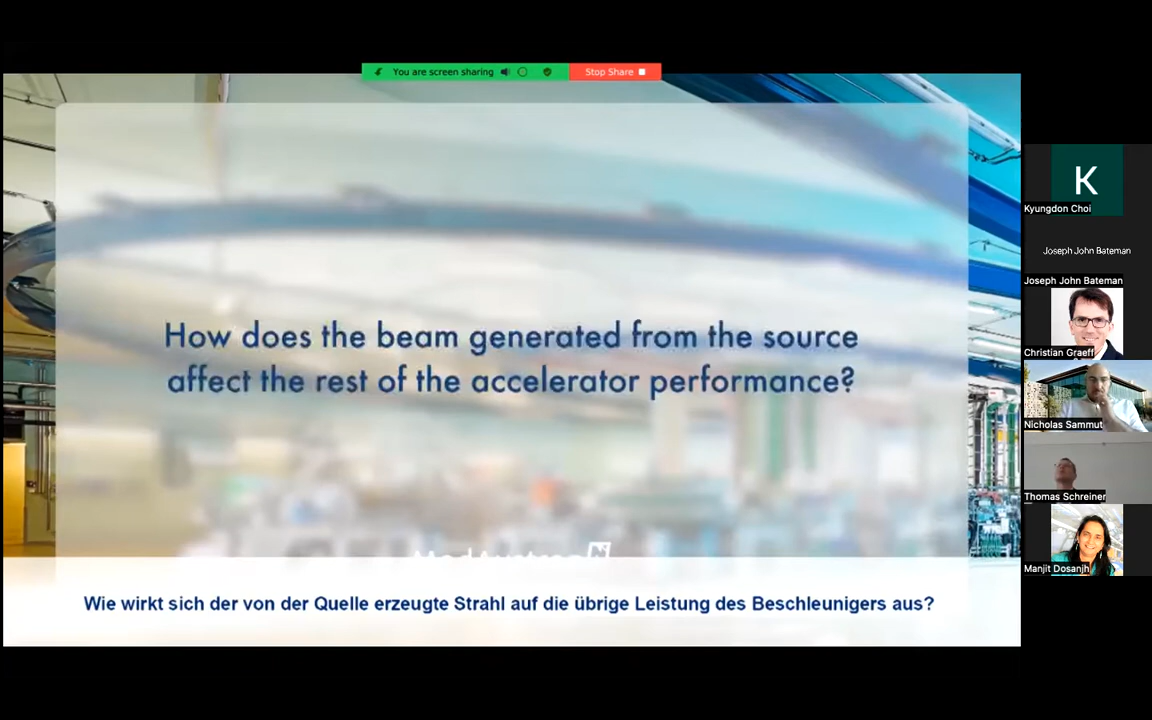 You are screen sharing
Stop Share
How does the beam generated from the source
affect the rest of the accelerator performance?
Wie wirkt sich der von der Quelle erzeugte Strahl auf die übrige Leistung des Beschleunigers aus?
K
Kyungdon Choi
Joseph John Bateman
Joseph John Bateman
Christian Graeff
Nicholas Sammut
Thomas Schreiner
Manjit Dosanjh